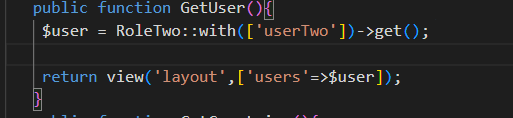 public function GetUser(){
$user = RoleTwo::with(['userTwo'])->get();
return view('layout',['users'=>$user]);
}